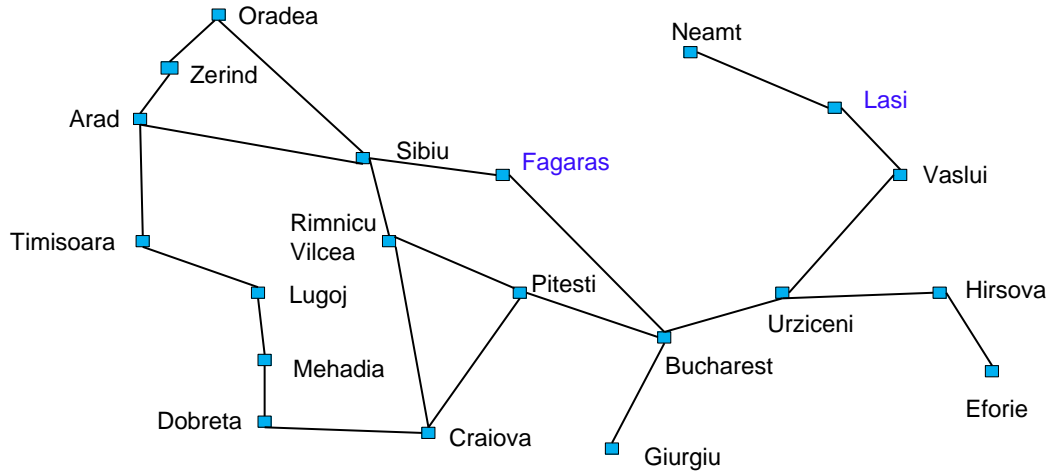 Oradea
Neamt
Zerind
Lasi
Arad
Sibiu
Fagaras
Vaslui
Rimnicu
Vilcea
Timisoara
Pitesti
Lugoj
Hirsova
Urziceni
Mehadia
Bucharest
Eforie
Dobreta
Craiova
Giurgiu